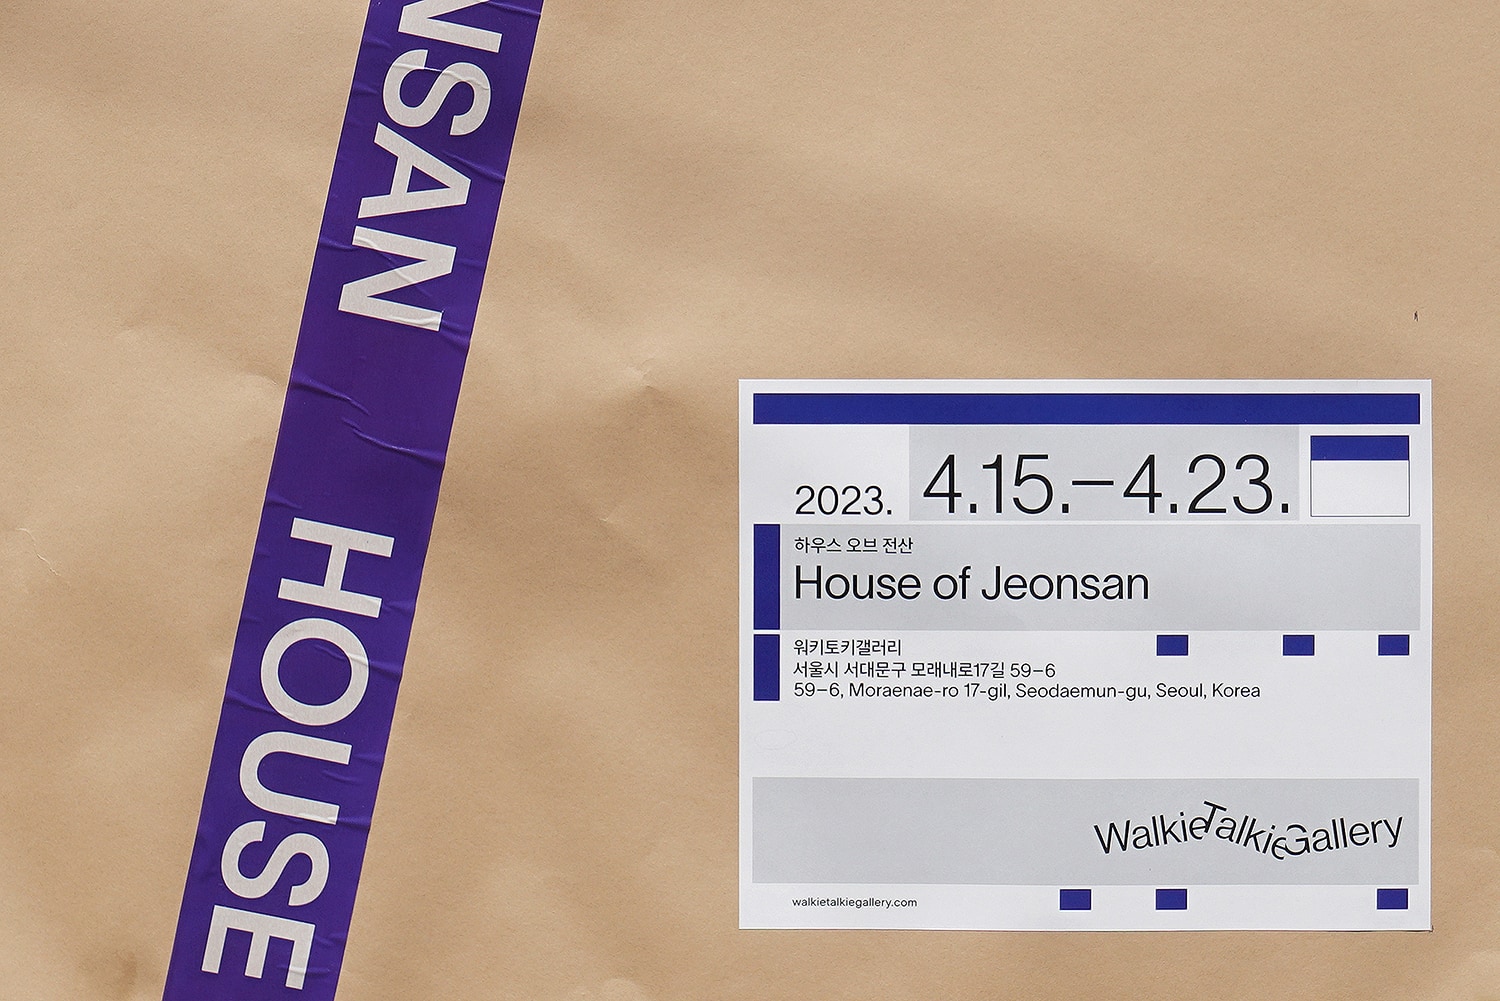 NSAN
HOUSE
2023. 4.15.–4.23.
하우스 오브 전산
House of Jeonsan
워키토키갤러리
서울시 서대문구 모래내로17길 59–6
59–6, Moraenae-ro 17-gil, Seodaemun-gu, Seoul, Korea
WalkieTalkieGallery
walkietalkiegallery.com